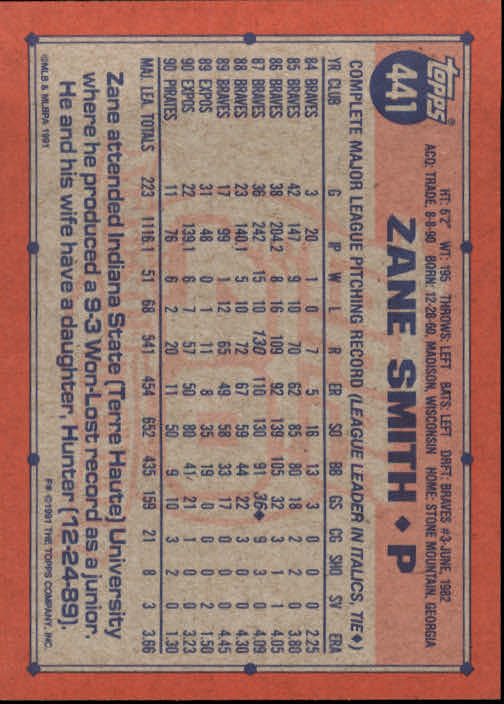 TOPPS®
441
HT: 6'2" WT: 195 THROWS: LEFT BATS: LEFT DRFT: BRAVES #3-JUNE, 1982
ACQ: TRADE, 8-8-90 BORN: 12-28-60, MADISON, WISCONSIN HOME: STONE MOUNTAIN, GEORGIA
ZANE SMITH ♦ P
COMPLETE MAJOR LEAGUE PITCHING RECORD (LEAGUE LEADER IN ITALICS, TIE♦)
YR CLUB G IP W L R ER SO BB GS CG SHO SV ERA
84 BRAVES 3 20 1 0 7 5 16 13 3 0 0 0 2.25
85 BRAVES 42 147 9 10 70 62 85 80 18 2 2 0 3.80
86 BRAVES 38 204.2 8 16 109 92 139 105 32 3 1 1 4.05
87 BRAVES 36 242 15 10 130 110 130 91 36♦ 9 3 0 4.09
88 BRAVES 23 140.1 5 10 72 67 59 44 22 3 0 0 4.30
89 BRAVES 17 99 1 12 65 49 58 33 17 0 0 0 4.45
89 EXPOS 31 48 0 1 11 8 35 19 0 0 0 2 1.50
90 EXPOS 22 139.1 6 7 57 50 80 41 21 1 0 0 3.23
90 PIRATES 11 76 6 2 20 11 50 9 10 3 2 0 1.30
MAJ. LEA. TOTALS 223 1116.1 51 68 541 454 652 435 159 21 8 3 3.66
Zane attended Indiana State (Terre Haute) University
where he produced a 9-3 Won-Lost record as a junior.
He and his wife have a daughter, Hunter (12-24-89).
©MLB & MLBPA 1991
F* ©1991 THE TOPPS COMPANY, INC.